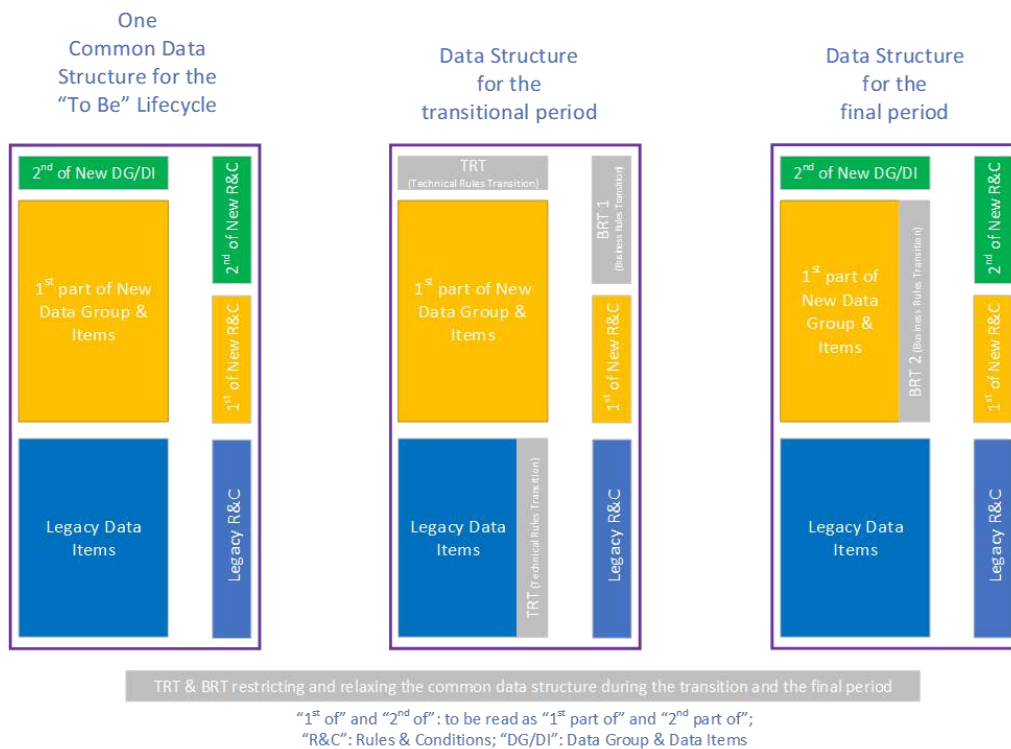 One
Common Data
Structure for the
“To Be” Lifecycle
2nd of New DG/DI
2nd of New R&C
1st part of New
Data Group &
Items
1st of New R&C
Legacy Data
Items
Legacy R&C
Data Structure
for the
transitional period
TRT
(Technical Rules Transition)
BRT 1
(Business Rules Transition)
1st part of New
Data Group &
Items
1st of New R&C
Legacy Data
Items
TRT (Technical Rules Transition)
Legacy R&C
Data Structure
for the
final period
2nd of New DG/DI
2nd of New R&C
1st part of
New Data
Group &
Items
BRT 2 (Business Rules Transition)
1st of New R&C
Legacy Data
Items
Legacy R&C
TRT & BRT restricting and relaxing the common data structure during the transition and the final period
“1st of” and “2nd of”: to be read as “1st part of” and “2nd part of”;
“R&C”: Rules & Conditions; “DG/DI”: Data Group & Data Items